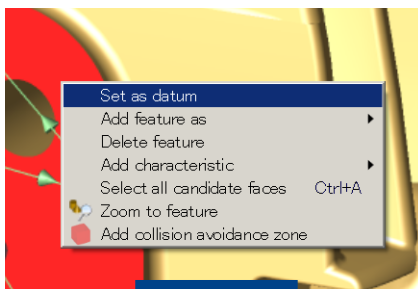 Set as datum
Add feature as
Delete feature
Add characteristic
Select all candidate faces Ctrl+A
Zoom to feature
Add collision avoidance zone